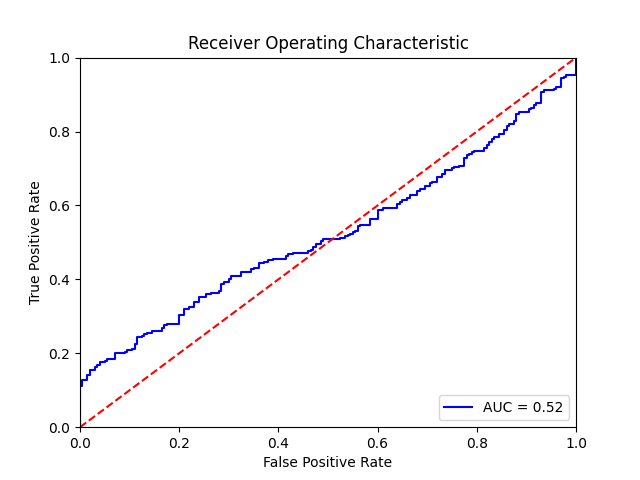 Receiver Operating Characteristic
True Positive Rate
1.0
0.8
0.6
0.4
0.2
0.0
AUC = 0.52
0.0 0.2 0.4 0.6 0.8 1.0
False Positive Rate